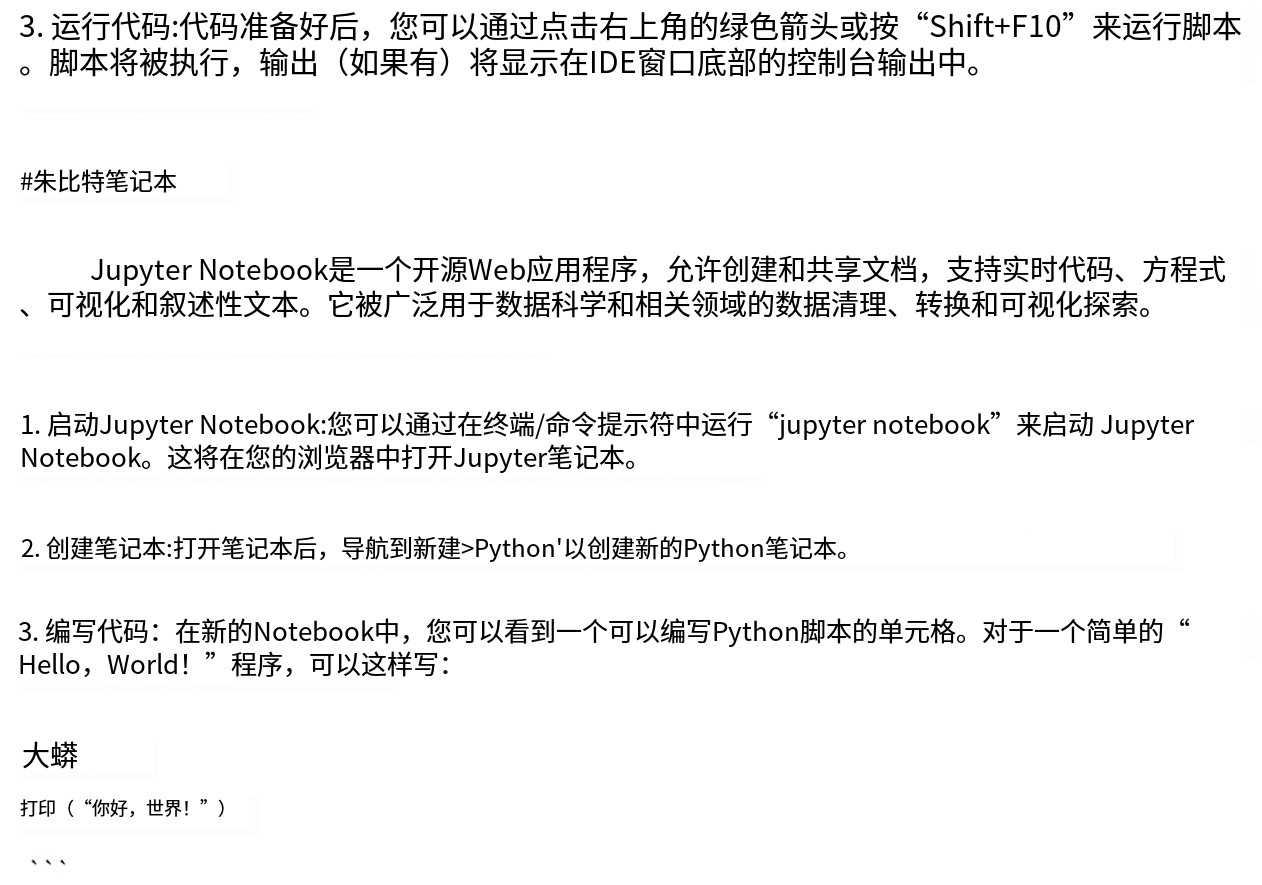 3. 运行代码:代码准备好后，您可以通过点击右上角的绿色箭头或按“Shift+F10”来运行脚本
。脚本将被执行，输出（如果有）将显示在IDE窗口底部的控制台输出中。
#朱比特笔记本
Jupyter Notebook是一个开源Web应用程序，允许创建和共享文档，支持实时代码、方程式
、可视化和叙述性文本。它被广泛用于数据科学和相关领域的数据清理、转换和可视化探索。
1. 启动Jupyter Notebook:您可以通过在终端/命令提示符中运行“jupyter notebook”来启动 Jupyter
Notebook。这将在您的浏览器中打开Jupyter笔记本。
2. 创建笔记本:打开笔记本后，导航到新建>Python'以创建新的Python笔记本。
3. 编写代码：在新的Notebook中，您可以看到一个可以编写Python脚本的单元格。对于一个简单的“
Hello，World！”程序，可以这样写：
大蟒
打印（“你好，世界！”）
```